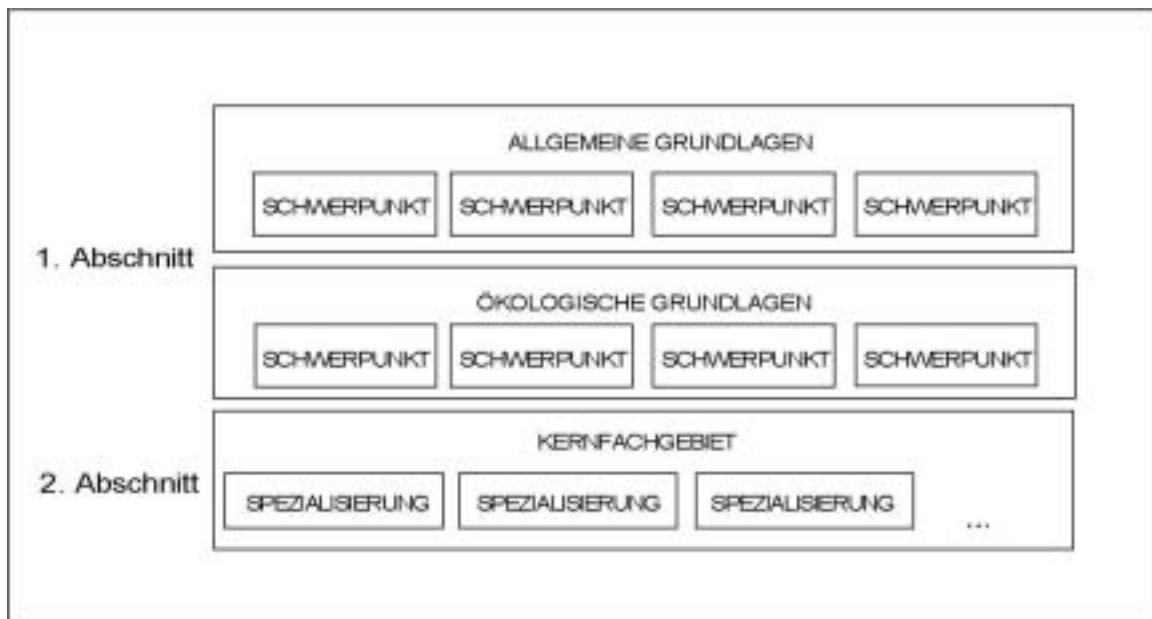 ALLGEMEINE GRUNDLAGEN
SCHWERPUNKT SCHWERPUNKT SCHWERPUNKT SCHWERPUNKT
1. Abschnitt
ÖKOLOGISCHE GRUNDLAGEN
SCHWERPUNKT SCHWERPUNKT SCHWERPUNKT SCHWERPUNKT
KERNFACHGEBIET
2. Abschnitt
SPEZIALISIERUNG SPEZIALISIERUNG SPEZIALISIERUNG ...